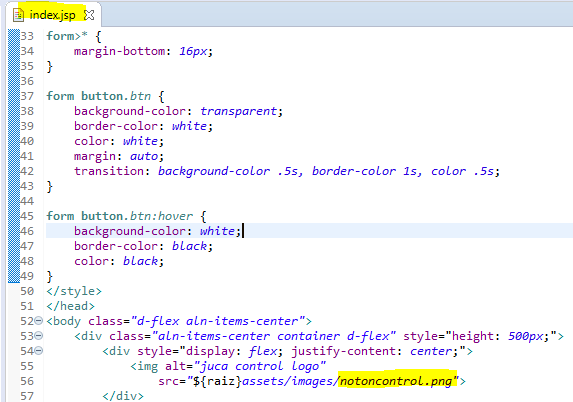 index.jsp
33 form>* {
34     margin-bottom: 16px;
35 }
36
37 form button.btn {
38     background-color: transparent;
39     border-color: white;
40     color: white;
41     margin: auto;
42     transition: background-color .5s, border-color 1s, color .5s;
43 }
44
45 form button.btn:hover {
46     background-color: white;
47     border-color: black;
48     color: black;
49 }
50 </style>
51 </head>
52 <body class="d-flex aln-items-center">
53     <div class="aln-items-center container d-flex" style="height: 500px;">
54         <div style="display: flex; justify-content: center;">
55             <img alt="juca control logo"
56                 src="${raiz}assets/images/notoncontrol.png">
57         </div>